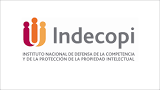 Indecopi
INSTITUTO NACIONAL DE DEFENSA DE LA COMPETENCIA
Y DE LA PROTECCIÓN DE LA PROPIEDAD INTELECTUAL